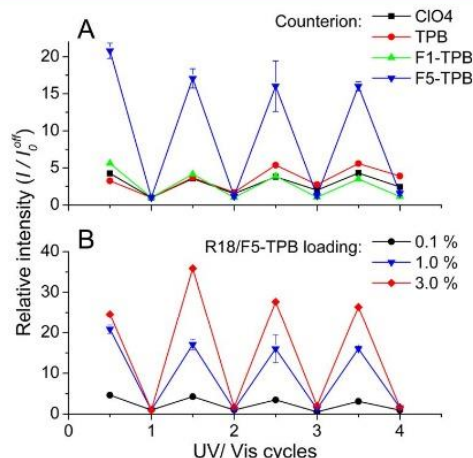 Counterion:
ClO4
TPB
F1-TPB
F5-TPB
A
20
15
10
5
0
Relative intensity (I / I₀ᵒᶠᶠ)
B
R18/F5-TPB loading:
0.1 %
1.0 %
3.0 %
40
30
20
10
0
0 1 2 3 4
UV/ Vis cycles